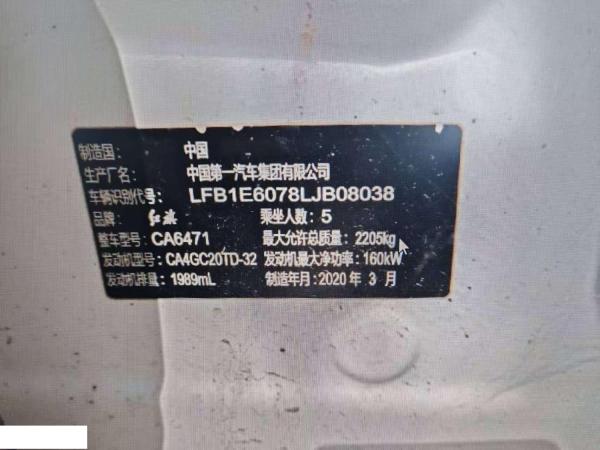 制造国: 中国
生产厂名: 中国第一汽车集团有限公司
车辆识别代号: LFB1E6078LJB08038
品牌: 红旗 乘坐人数: 5
整车型号: CA6471 最大允许总质量: 2205kg
发动机型号: CA4GC20TD-32 发动机最大净功率: 160kW
发动机排量: 1989mL 制造年月: 2020 年 3 月